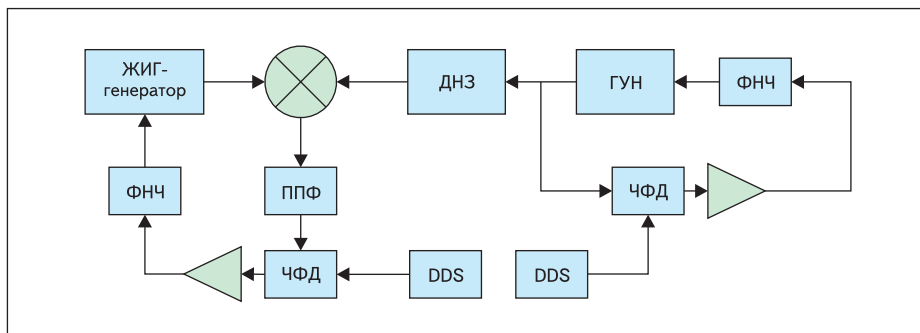 ЖИГ-
генератор
ДНЗ
ГУН
ФНЧ
ФНЧ
ППФ
ЧФД
ЧФД
DDS
DDS